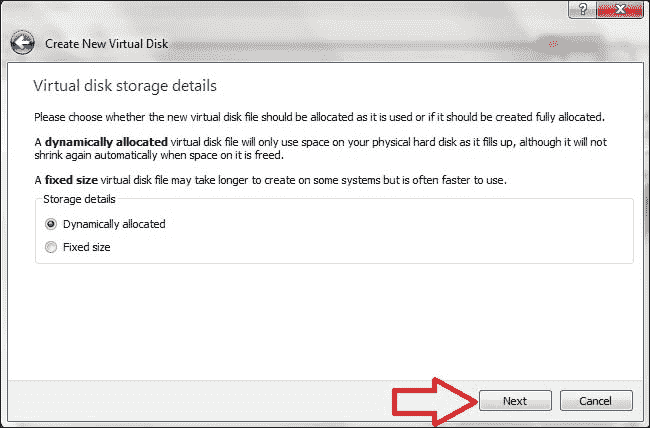 ?
X
Create New Virtual Disk
Virtual disk storage details
Please choose whether the new virtual disk file should be allocated as it is used or if it should be created fully allocated.
A dynamically allocated virtual disk file will only use space on your physical hard disk as it fills up, although it will not
shrink again automatically when space on it is freed.
A fixed size virtual disk file may take longer to create on some systems but is often faster to use.
Storage details
Dynamically allocated
Fixed size
Next
Cancel